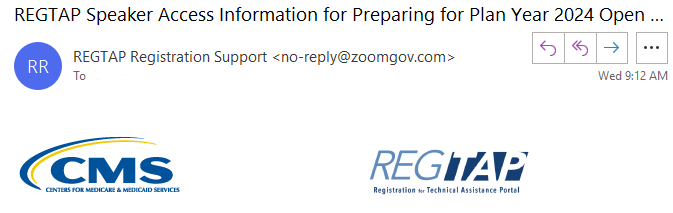 REGTAP Speaker Access Information for Preparing for Plan Year 2024 Open ...
RR
REGTAP Registration Support <no-reply@zoomgov.com>
To
Wed 9:12 AM
CMS
CENTERS FOR MEDICARE & MEDICAID SERVICES
REGTAP
Registration for Technical Assistance Portal